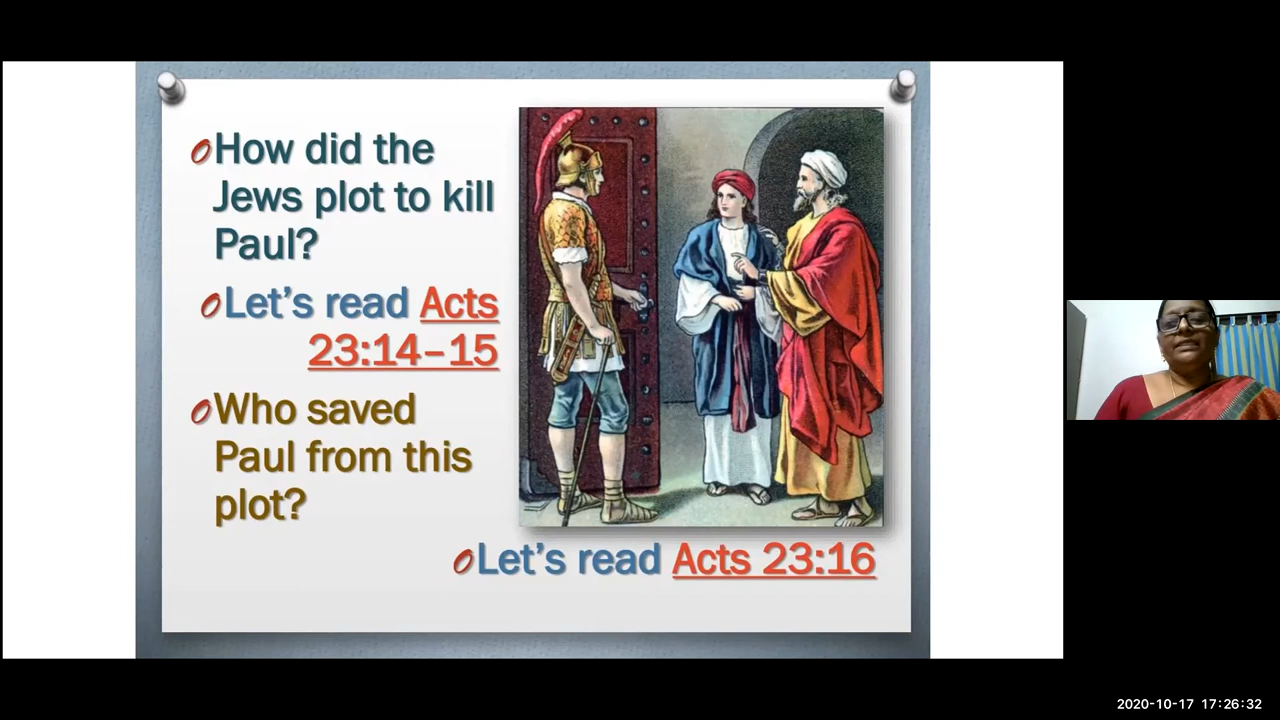 How did the
Jews plot to kill
Paul?
Let's read Acts
23:14–15
Who saved
Paul from this
plot?
Let's read Acts 23:16
2020-10-17 17:26:32